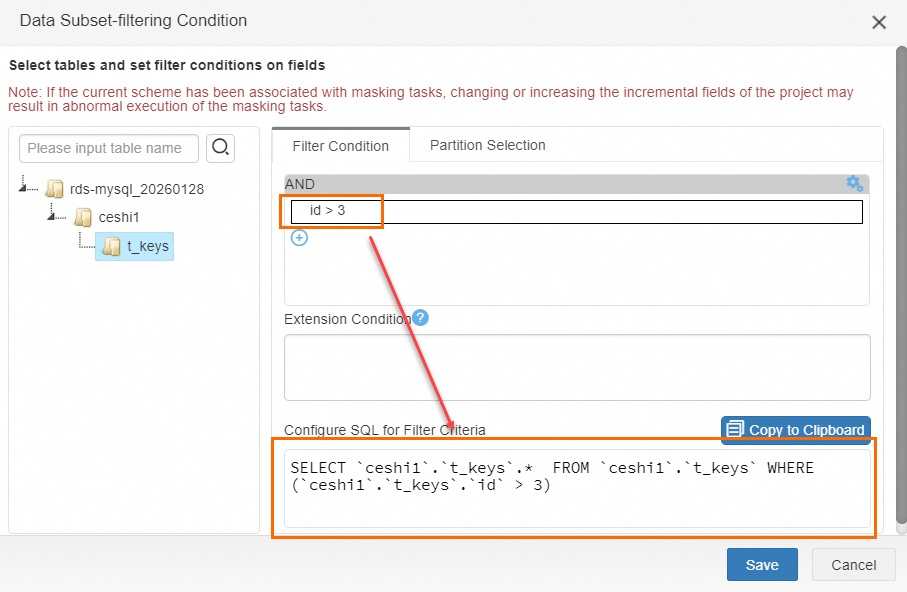 Data Subset-filtering Condition
Select tables and set filter conditions on fields
Note: If the current scheme has been associated with masking tasks, changing or increasing the incremental fields of the project may
result in abnormal execution of the masking tasks.
Please input table name
rds-mysql_20260128
ceshi1
t_keys
Filter Condition
Partition Selection
AND
id > 3
Extension Condition
?
Configure SQL for Filter Criteria
Copy to Clipboard
SELECT `ceshi1`.`t_keys`.*  FROM `ceshi1`.`t_keys` WHERE
(`ceshi1`.`t_keys`.`id` > 3)
Save
Cancel